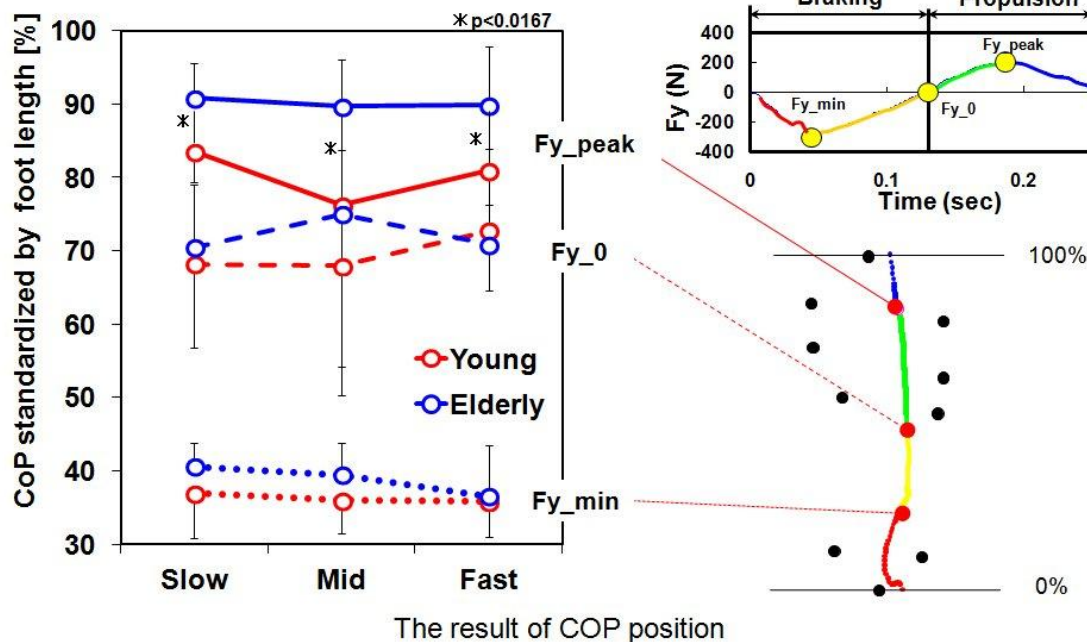 CoP standardized by foot length [%]
100
90
80
70
60
50
40
30
Slow
Mid
Fast
* p<0.0167
*
*
*
Young
Elderly
Fy_peak
Fy_0
Fy_min
Braking
Propulsion
Fy (N)
400
200
0
-200
-400
Fy_min
Fy_0
Fy_peak
0
0.1
0.2
Time (sec)
100%
0%
The result of COP position